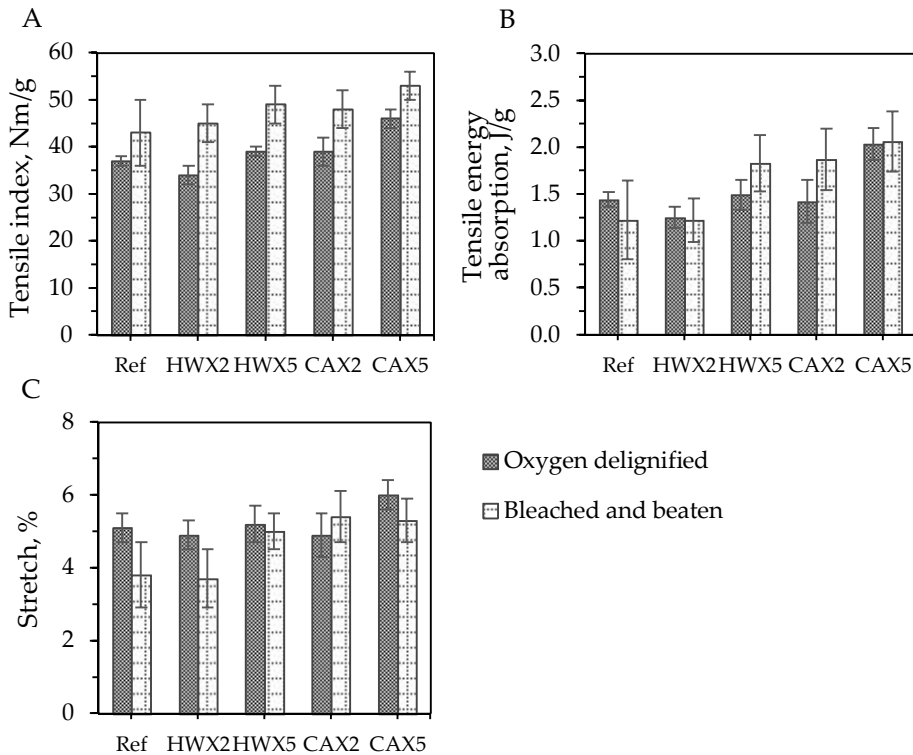 A
Tensile index, Nm/g
60
50
40
30
20
10
0
Ref HWX2 HWX5 CAX2 CAX5
B
Tensile energy
absorption, J/g
3.0
2.5
2.0
1.5
1.0
0.5
0.0
Ref HWX2 HWX5 CAX2 CAX5
C
Stretch, %
8
6
4
2
0
Ref HWX2 HWX5 CAX2 CAX5
Oxygen delignified
Bleached and beaten